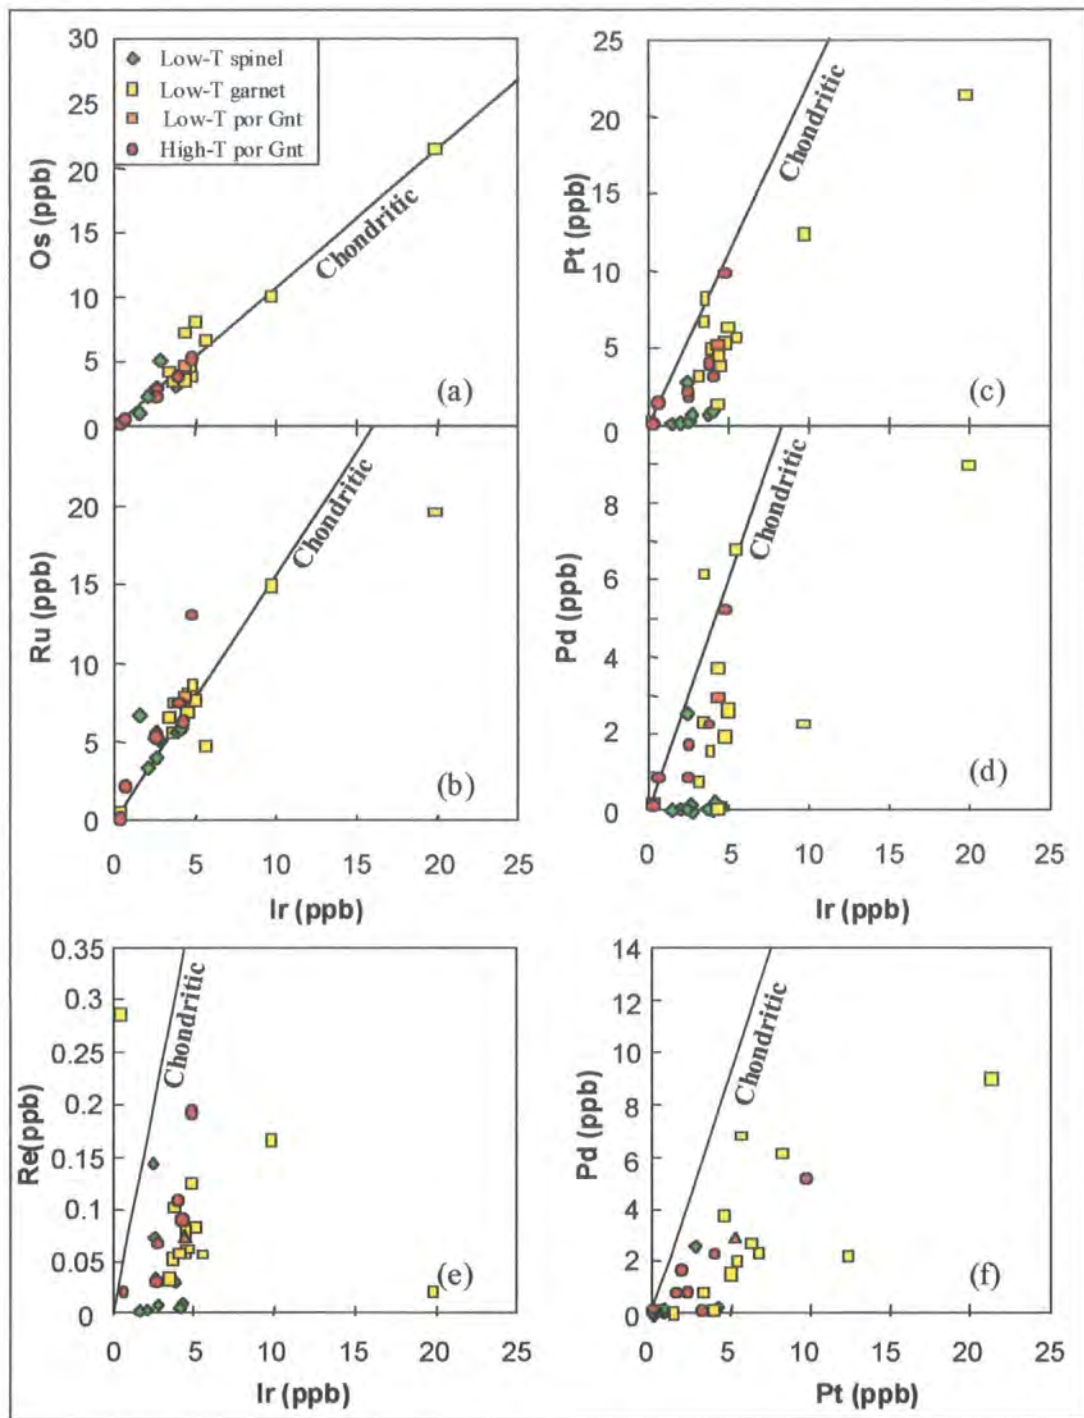 Low-T spinel
Low-T garnet
Low-T por Gnt
High-T por Gnt
30
25
20
15
10
5
0
Os (ppb)
Chondritic
(a)
25
20
15
10
5
0
Pt (ppb)
Chondritic
(c)
20
15
10
5
0
Ru (ppb)
Chondritic
(b)
0 5 10 15 20 25
Ir (ppb)
8
6
4
2
0
Pd (ppb)
Chondritic
(d)
0 5 10 15 20 25
Ir (ppb)
0.35
0.3
0.25
0.2
0.15
0.1
0.05
0
Re(ppb)
Chondritic
(e)
0 5 10 15 20 25
Ir (ppb)
14
12
10
8
6
4
2
0
Pd (ppb)
Chondritic
(f)
0 5 10 15 20 25
Pt (ppb)